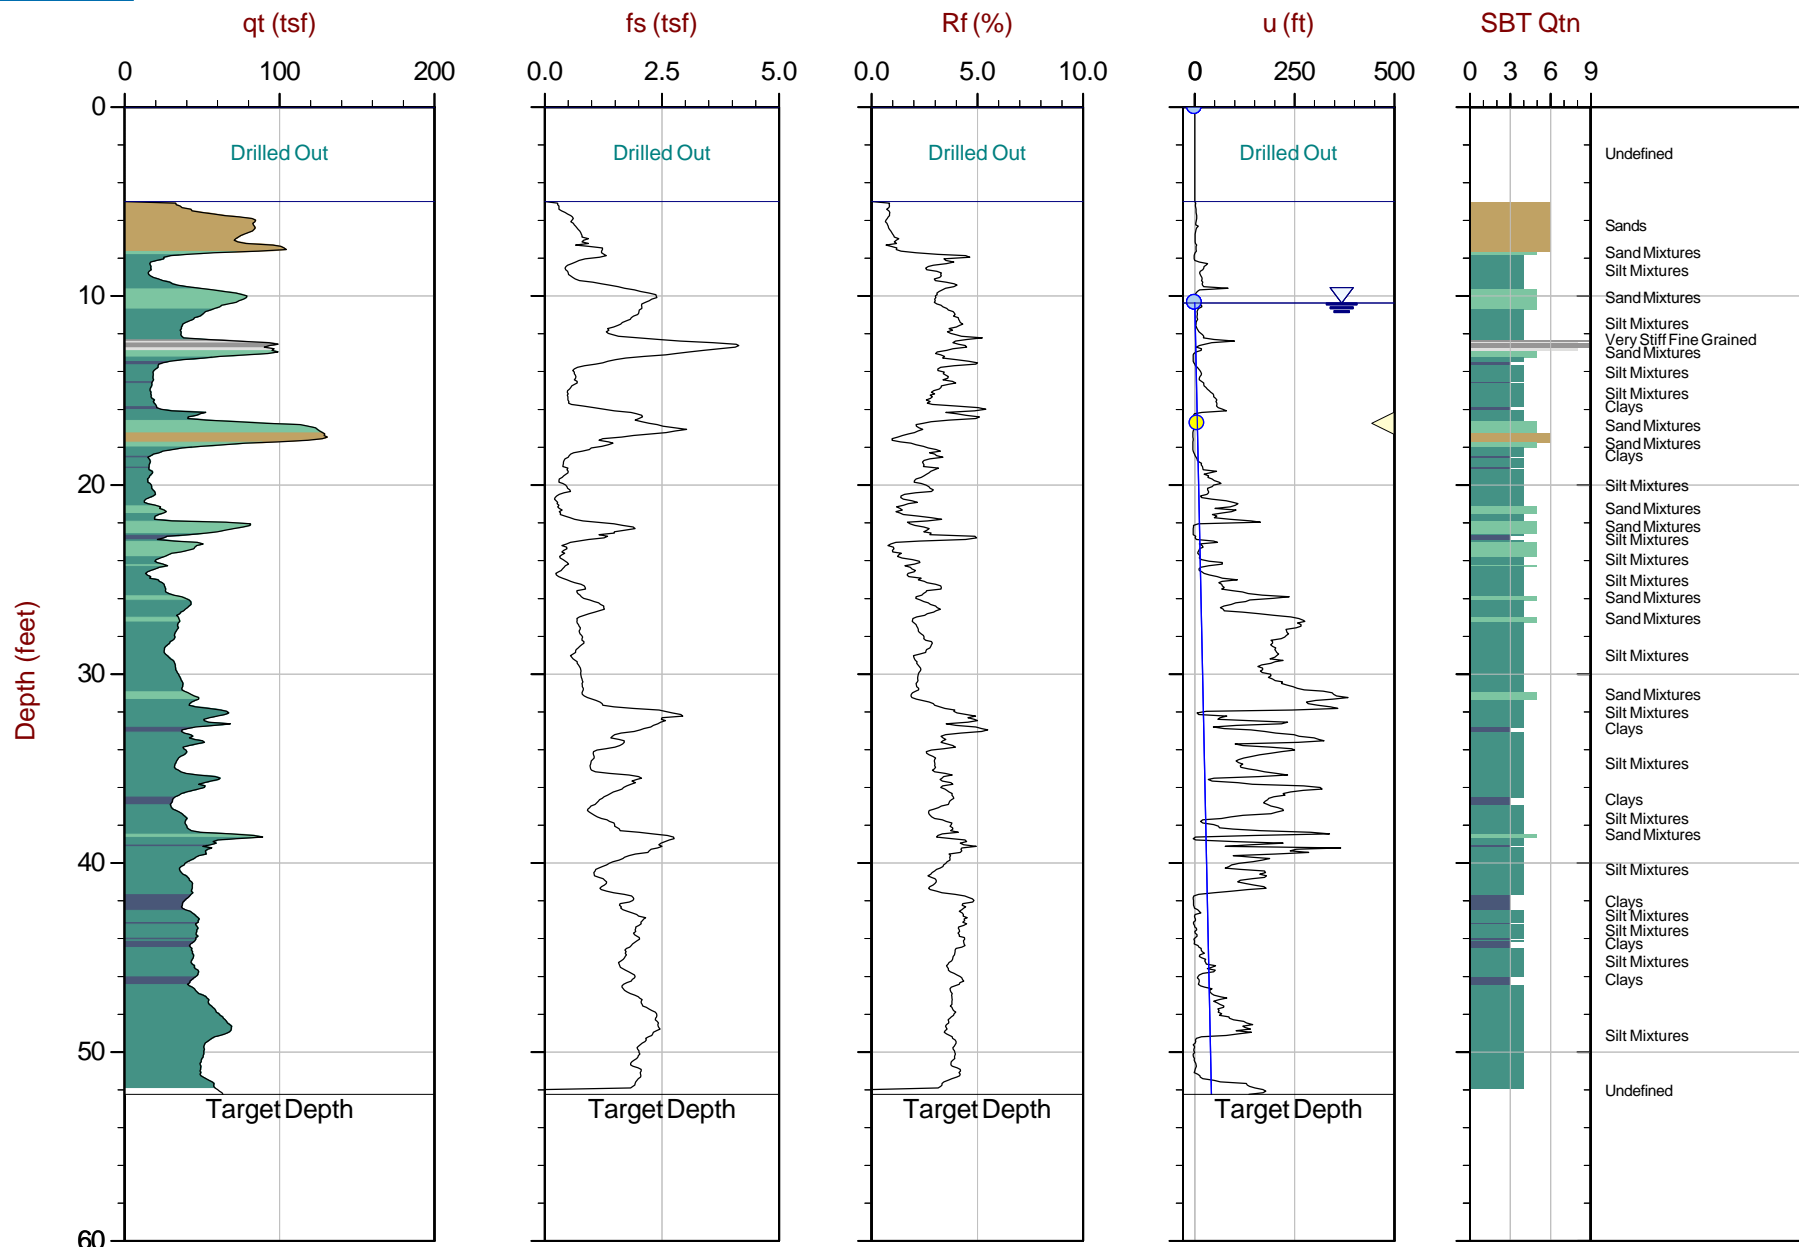 qt (tsf) fs (tsf) Rf (%) u (ft) SBT Qtn
0 100 200 0.0 2.5 5.0 0.0 5.0 10.0 0 250 500 0 3 6 9
0
Drilled Out Drilled Out Drilled Out Drilled Out Undefined
Sands
Sand Mixtures
Silt Mixtures
10 Sand Mixtures
Silt Mixtures
Very Stiff Fine Grained
Sand Mixtures
Silt Mixtures
Silt Mixtures
Clays
Sand Mixtures
Sand Mixtures
Clays
20 Silt Mixtures
Sand Mixtures
Sand Mixtures
Silt Mixtures
Silt Mixtures
Silt Mixtures
Sand Mixtures
Sand Mixtures
Silt Mixtures
Depth (feet)
30
Sand Mixtures
Silt Mixtures
Clays
Silt Mixtures
Clays
Silt Mixtures
Sand Mixtures
40
Silt Mixtures
Clays
Silt Mixtures
Silt Mixtures
Clays
Silt Mixtures
Clays
Silt Mixtures
50
Undefined
Target Depth Target Depth Target Depth Target Depth
60